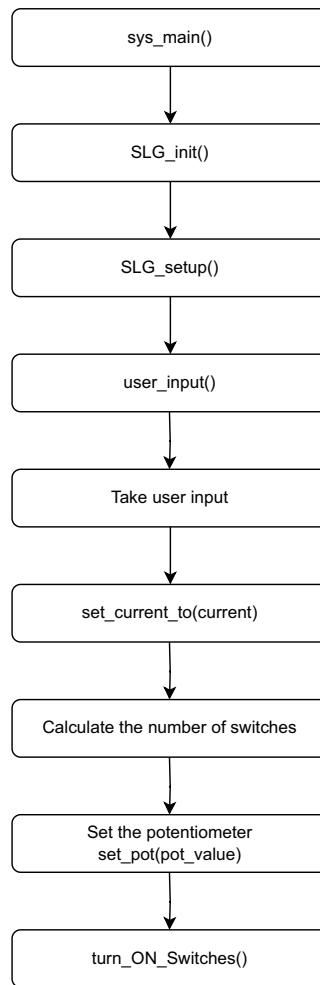 sys_main()
SLG_init()
SLG_setup()
user_input()
Take user input
set_current_to(current)
Calculate the number of switches
Set the potentiometer
set_pot(pot_value)
turn_ON_Switches()